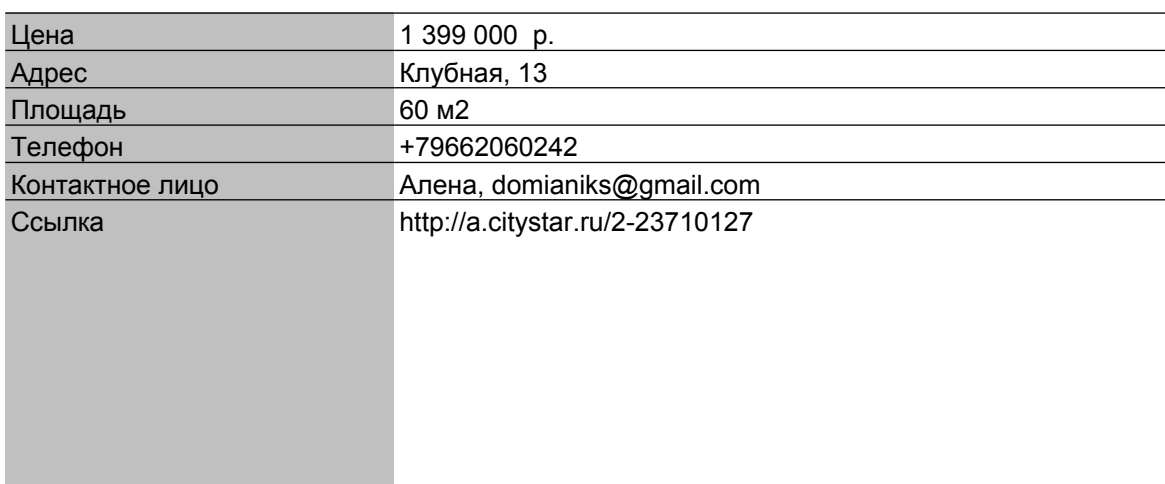 Цена 1 399 000 р.
Адрес Клубная, 13
Площадь 60 м2
Телефон +79662060242
Контактное лицо Алена, domianiks@gmail.com
Ссылка http://a.citystar.ru/2-23710127